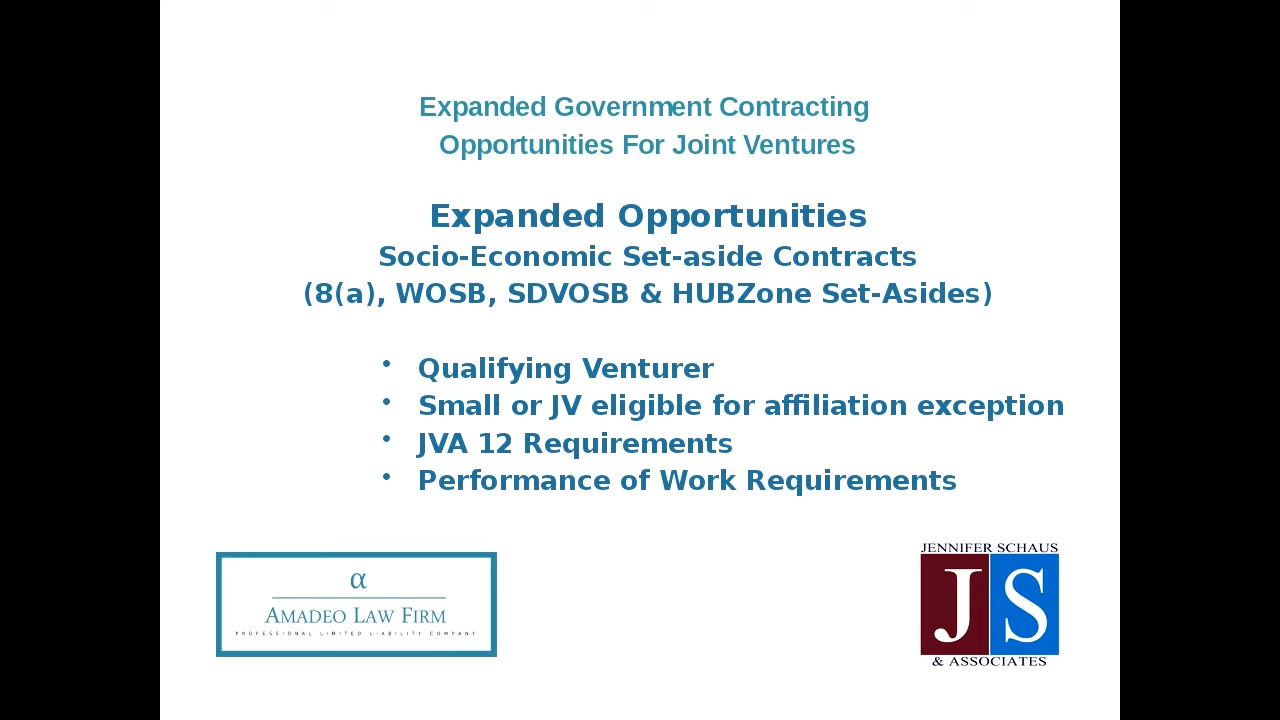 Expanded Government Contracting
Opportunities For Joint Ventures
Expanded Opportunities
Socio-Economic Set-aside Contracts
(8(a), WOSB, SDVOSB & HUBZone Set-Asides)
• Qualifying Venturer
• Small or JV eligible for affiliation exception
• JVA 12 Requirements
• Performance of Work Requirements
α
AMADEO LAW FIRM
PROFESSIONAL LIMITED LIABILITY COMPANY
JENNIFER SCHAUS
JS
& ASSOCIATES